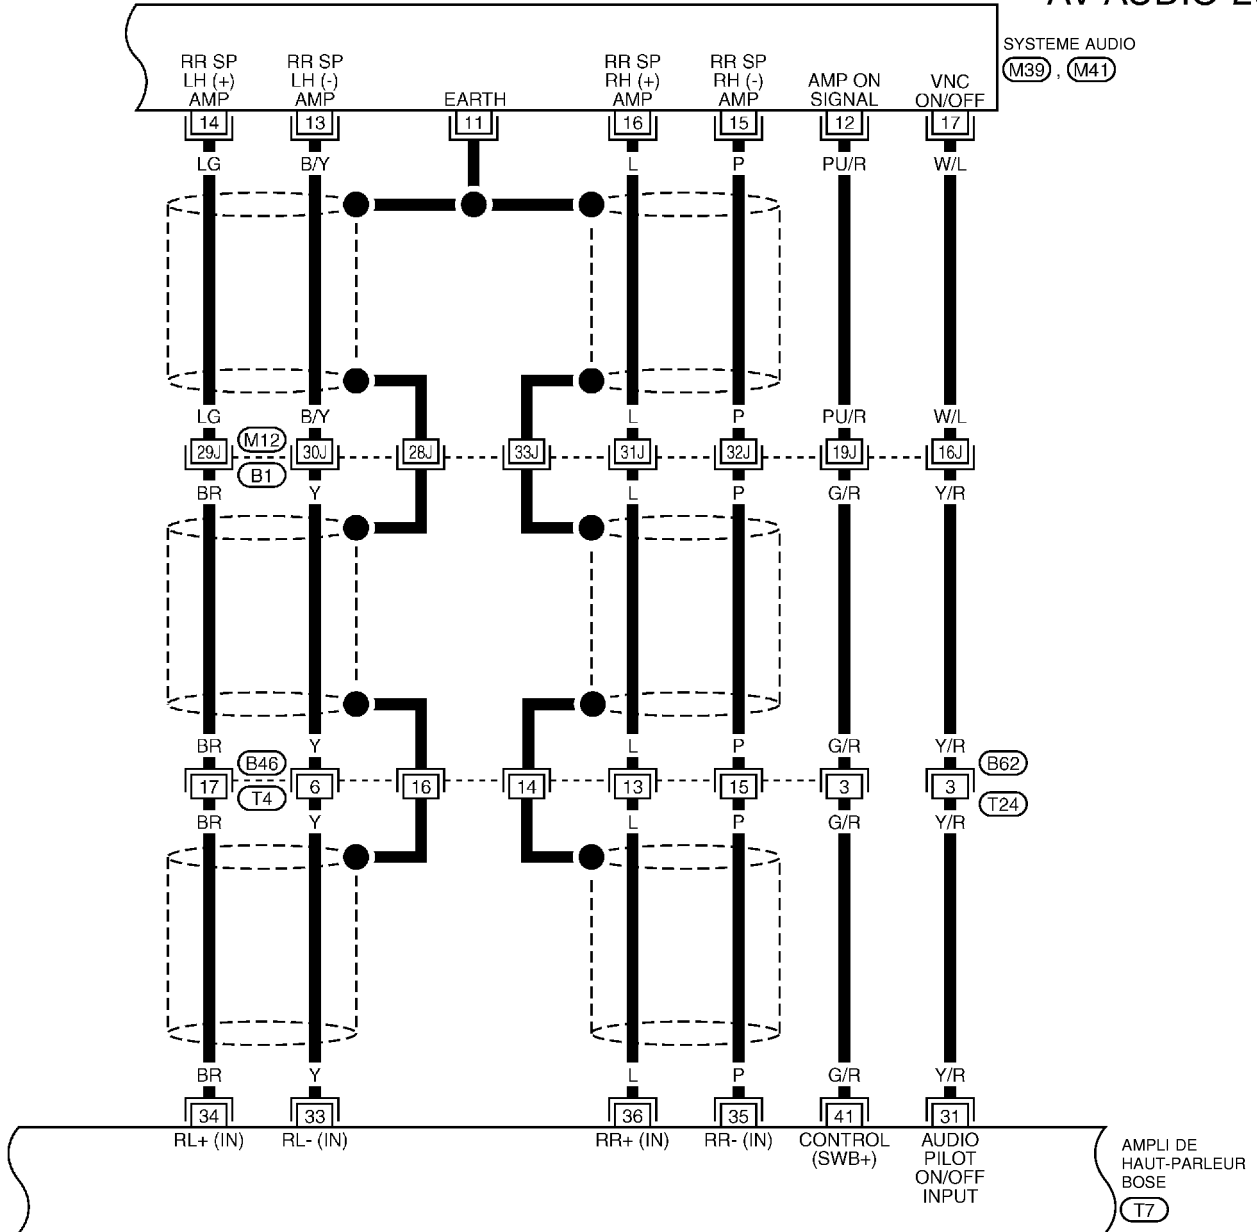 SYSTEME AUDIO
M39 , M41
RR SP
LH (+)
AMP
RR SP
LH (-)
AMP
EARTH
RR SP
RH (+)
AMP
RR SP
RH (-)
AMP
AMP ON
SIGNAL
VNC
ON/OFF
14 13 11 16 15 12 17
LG B/Y L P PU/R W/L
LG B/Y L P PU/R W/L
M12
29J 30J 28J 33J 31J 32J 19J 16J
B1
BR Y L P G/R Y/R
BR Y L P G/R Y/R
B46 B62
17 6 16 14 13 15 3 3
T4 T24
BR Y L P G/R Y/R
BR Y L P G/R Y/R
34 33 36 35 41 31
RL+ (IN) RL- (IN) RR+ (IN) RR- (IN)
CONTROL
(SWB+)
AUDIO
PILOT
ON/OFF
INPUT
AMPLI DE
HAUT-PARLEUR
BOSE
T7